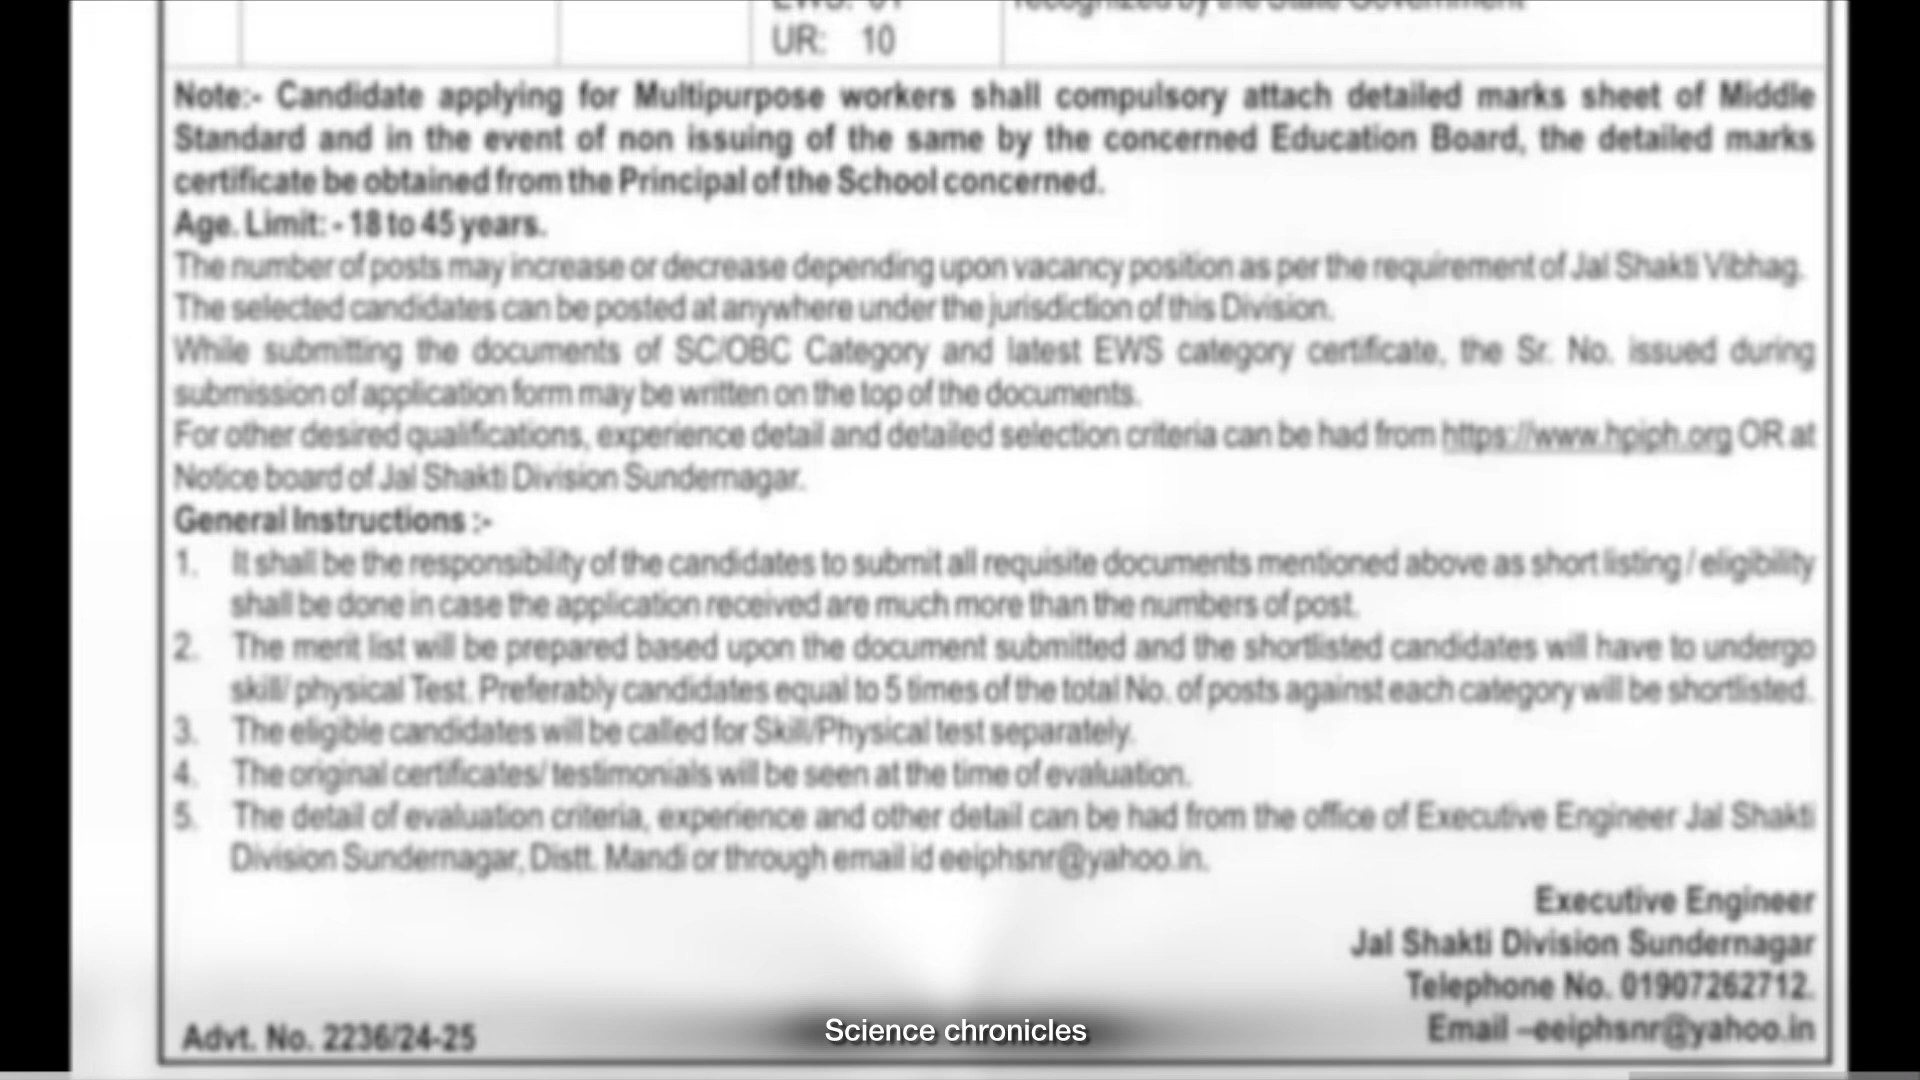 EWS: 01 recognized by the State Government
UR: 10
Note:- Candidate applying for Multipurpose workers shall compulsory attach detailed marks sheet of Middle
Standard and in the event of non issuing of the same by the concerned Education Board, the detailed marks
certificate be obtained from the Principal of the School concerned.
Age. Limit: - 18 to 45 years.
The number of posts may increase or decrease depending upon vacancy position as per the requirement of Jal Shakti Vibhag.
The selected candidates can be posted at anywhere under the jurisdiction of this Division.
While submitting the documents of SC/OBC Category and latest EWS category certificate, the Sr. No. issued during
submission of application form may be written on the top of the documents.
For other desired qualifications, experience detail and detailed selection criteria can be had from https://www.hpiph.org OR at
Notice board of Jal Shakti Division Sundernagar.
General Instructions :-
1. It shall be the responsibility of the candidates to submit all requisite documents mentioned above as short listing / eligibility
shall be done in case the application received are much more than the numbers of post.
2. The merit list will be prepared based upon the document submitted and the shortlisted candidates will have to undergo
skill/ physical Test. Preferably candidates equal to 5 times of the total No. of posts against each category will be shortlisted.
3. The eligible candidates will be called for Skill/Physical test separately.
4. The original certificates/ testimonials will be seen at the time of evaluation.
5. The detail of evaluation criteria, experience and other detail can be had from the office of Executive Engineer Jal Shakti
Division Sundernagar, Distt. Mandi or through email id eeiphsnr@yahoo.in.
Executive Engineer
Jal Shakti Division Sundernagar
Telephone No. 01907262712.
Email –eeiphsnr@yahoo.in
Advt. No. 2236/24-25
Science chronicles